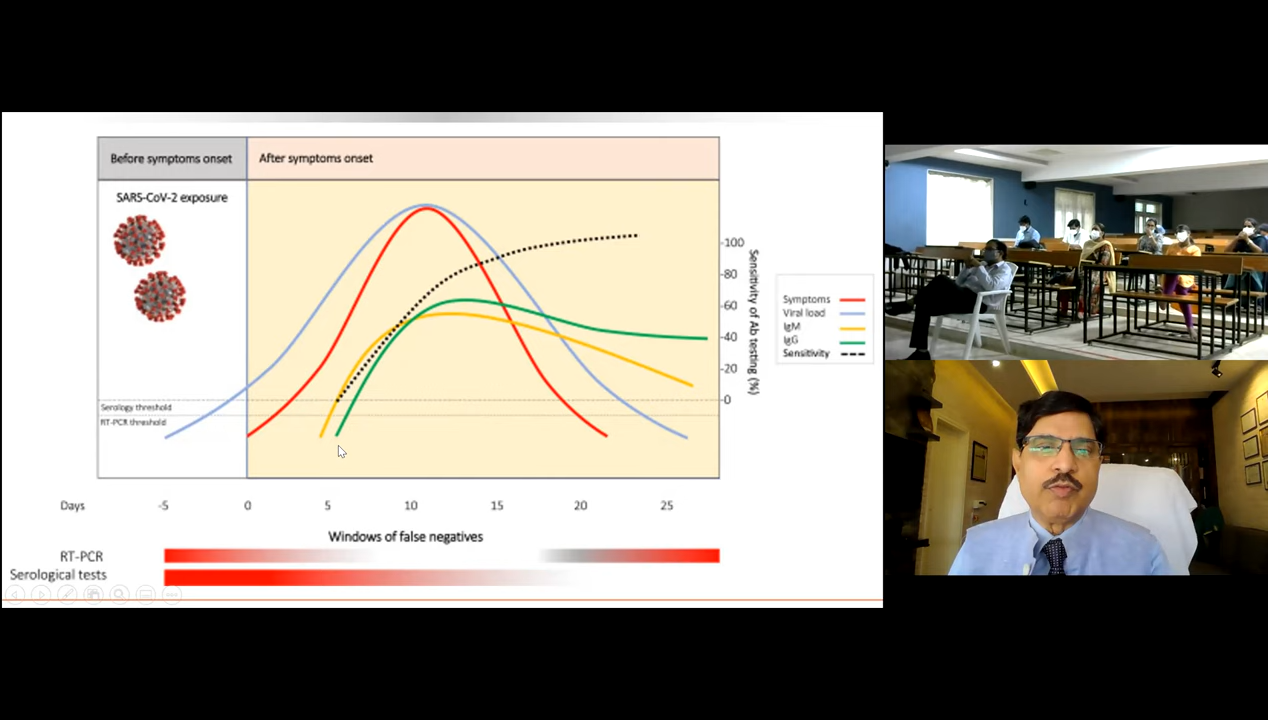 Before symptoms onset
After symptoms onset
SARS-CoV-2 exposure
-100
-80
-60
-40
-20
-0
Sensitivity of Ab testing (%)
Symptoms
Viral load
IgM
IgG
Sensitivity
Serology threshold
RT-PCR threshold
Days
-5
0
5
10
15
20
25
Windows of false negatives
RT-PCR
Serological tests